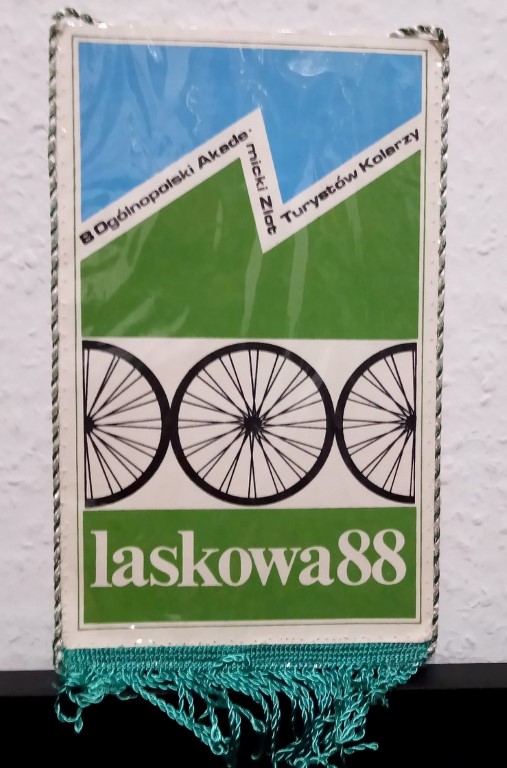 8 Ogólnopolski Akade-
micki Zlot
Turystów Kolarzy
laskowa88